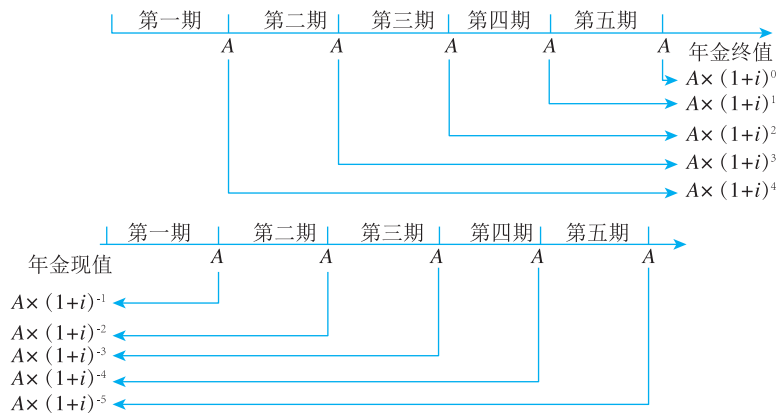 第一期 第二期 第三期 第四期 第五期
A A A A A 年金终值
A×(1+i)⁰
A×(1+i)¹
A×(1+i)²
A×(1+i)³
A×(1+i)⁴
第一期 第二期 第三期 第四期 第五期
A A A A A
年金现值
A×(1+i)⁻¹
A×(1+i)⁻²
A×(1+i)⁻³
A×(1+i)⁻⁴
A×(1+i)⁻⁵